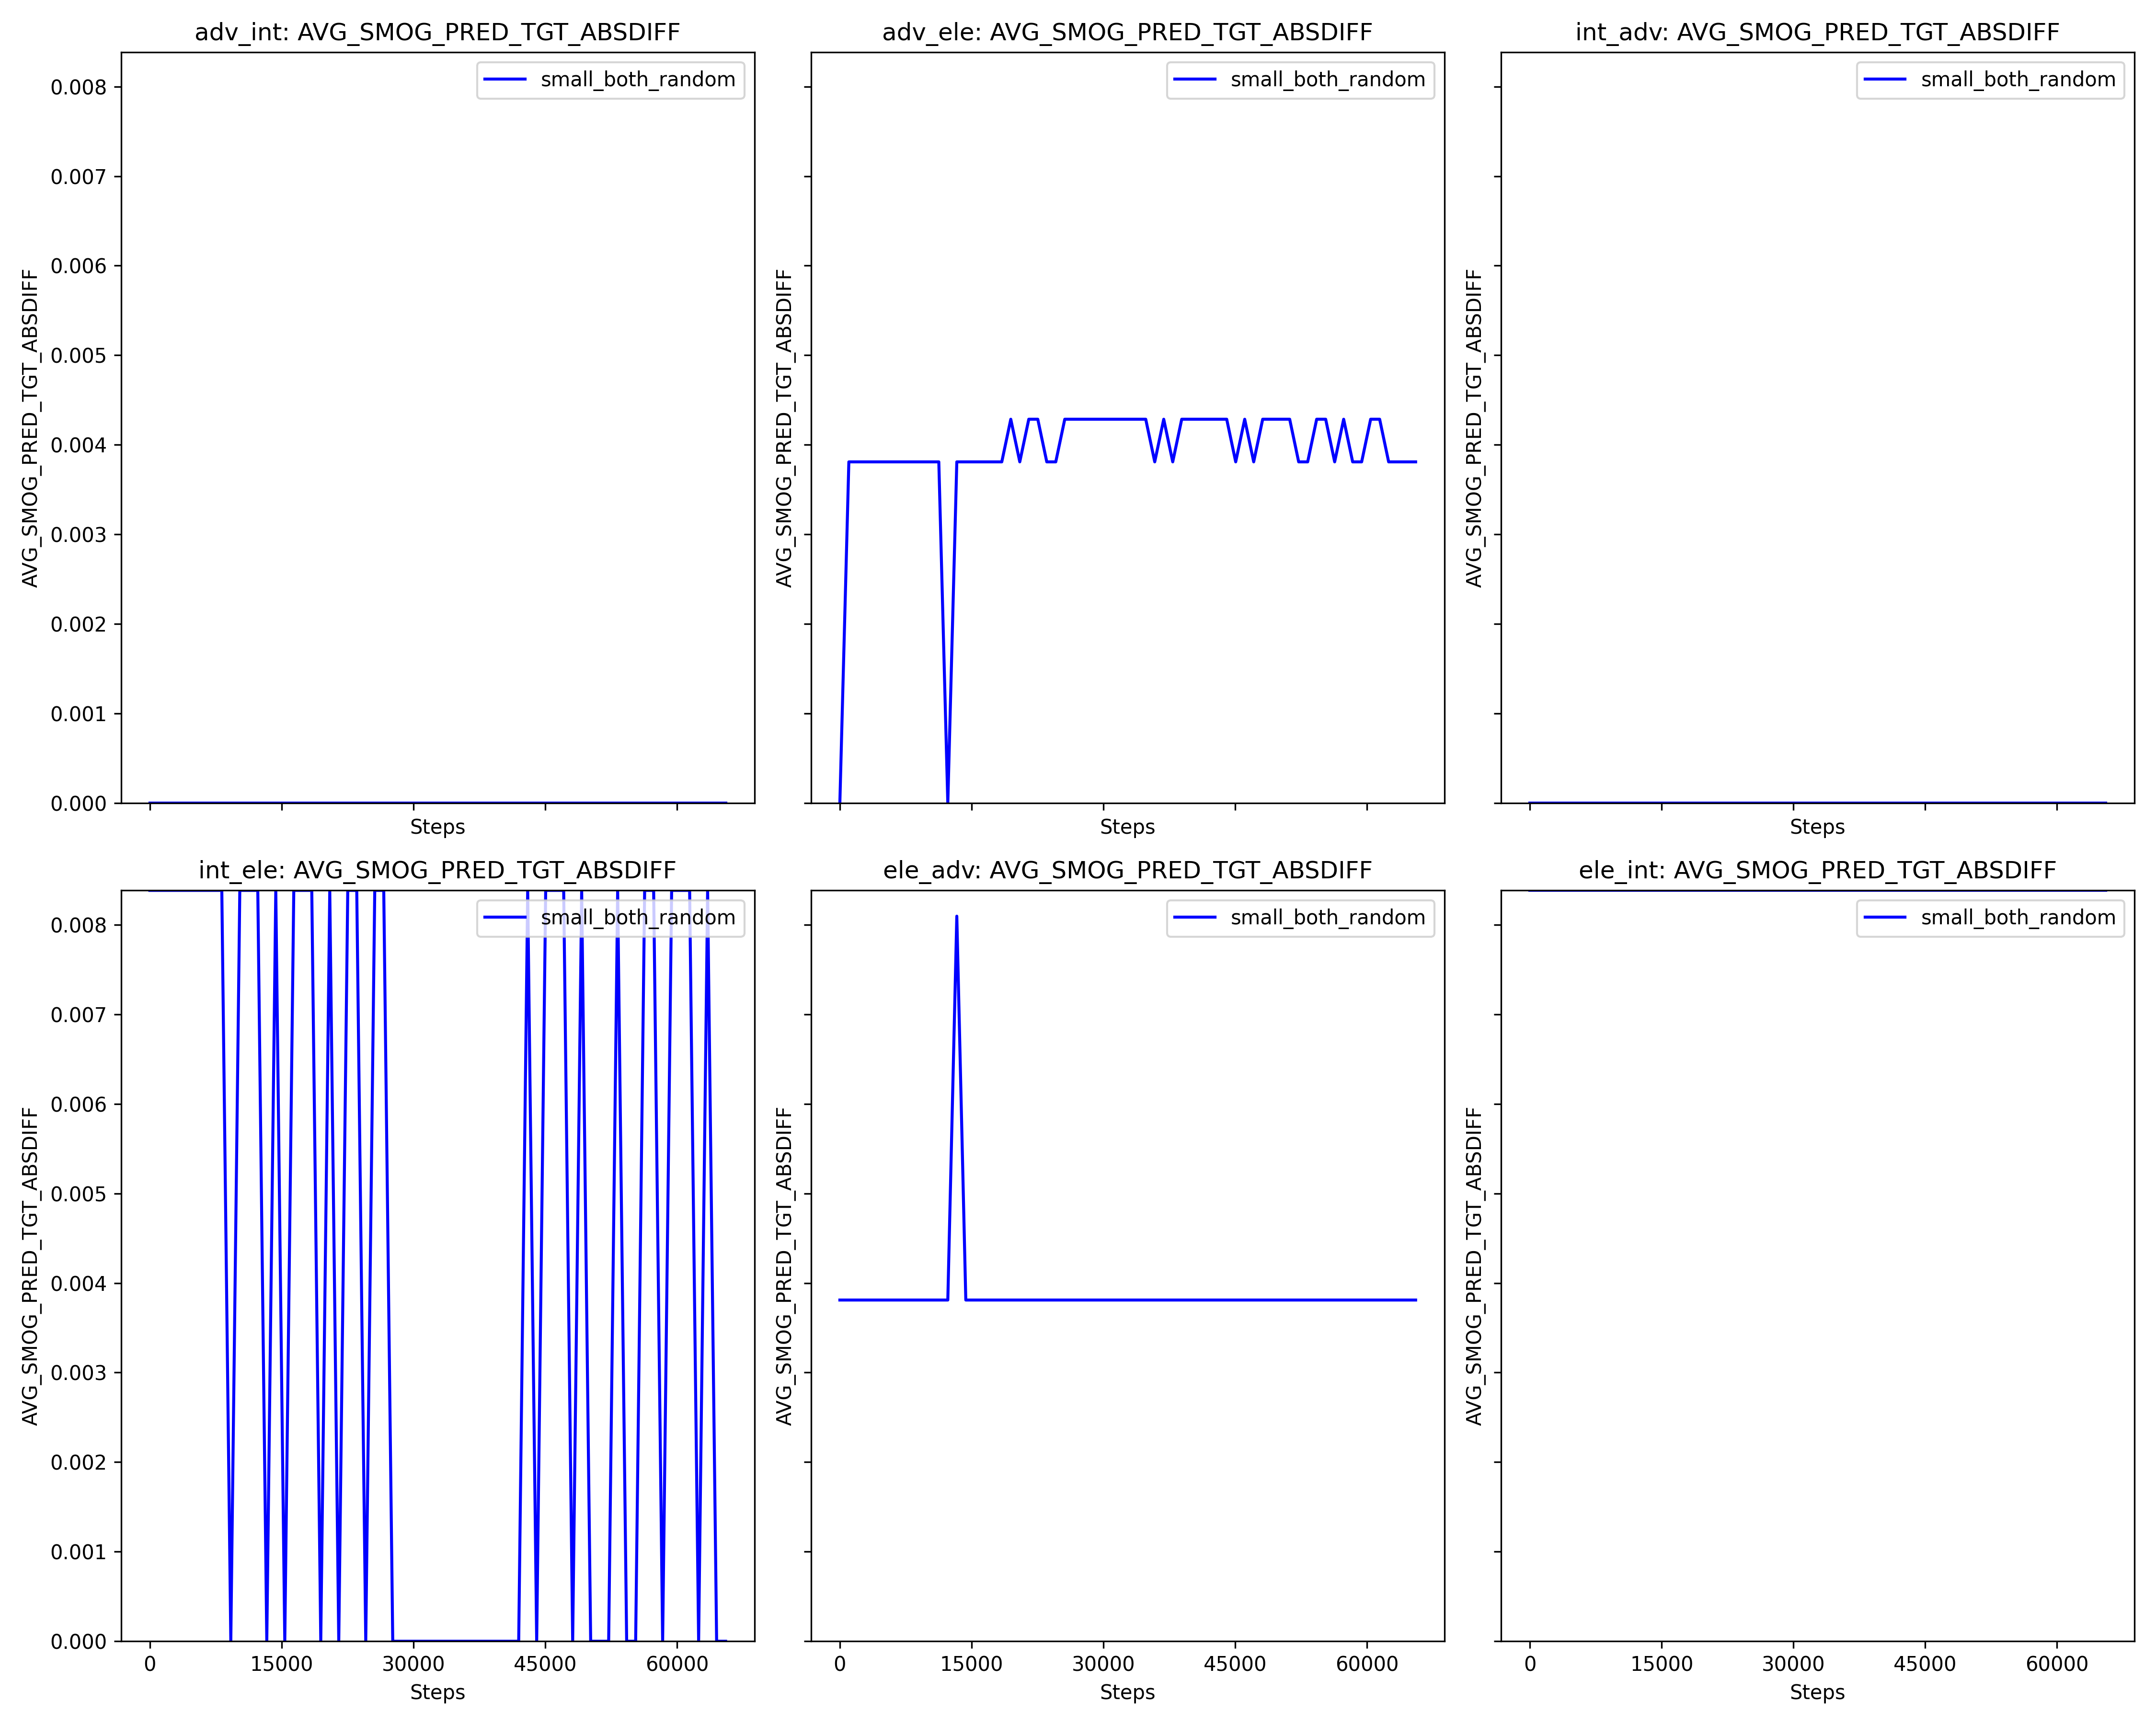 adv_int: AVG_SMOG_PRED_TGT_ABSDIFF
adv_ele: AVG_SMOG_PRED_TGT_ABSDIFF
int_adv: AVG_SMOG_PRED_TGT_ABSDIFF
small_both_random
small_both_random
small_both_random
0.008
0.007
0.006
0.005
0.004
0.003
0.002
0.001
0.000
AVG_SMOG_PRED_TGT_ABSDIFF
AVG_SMOG_PRED_TGT_ABSDIFF
AVG_SMOG_PRED_TGT_ABSDIFF
Steps
Steps
Steps
int_ele: AVG_SMOG_PRED_TGT_ABSDIFF
ele_adv: AVG_SMOG_PRED_TGT_ABSDIFF
ele_int: AVG_SMOG_PRED_TGT_ABSDIFF
small_both_random
small_both_random
small_both_random
0.008
0.007
0.006
0.005
0.004
0.003
0.002
0.001
0.000
AVG_SMOG_PRED_TGT_ABSDIFF
AVG_SMOG_PRED_TGT_ABSDIFF
AVG_SMOG_PRED_TGT_ABSDIFF
0 15000 30000 45000 60000
0 15000 30000 45000 60000
0 15000 30000 45000 60000
Steps
Steps
Steps